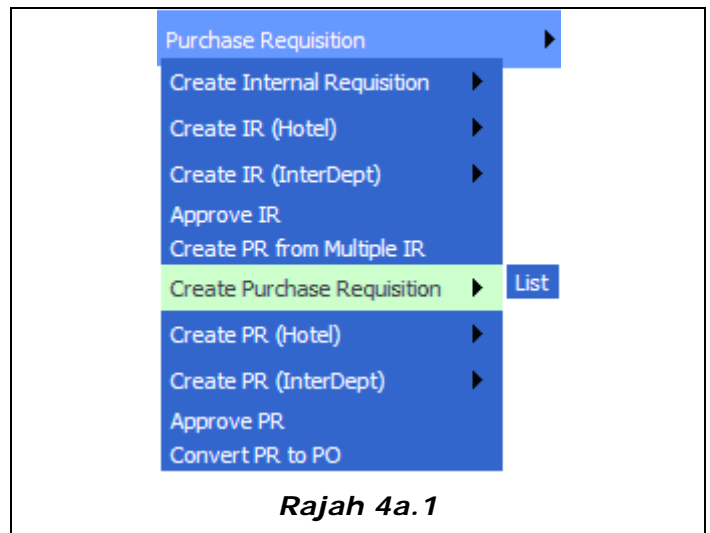 Purchase Requisition
Create Internal Requisition
Create IR (Hotel)
Create IR (InterDept)
Approve IR
Create PR from Multiple IR
Create Purchase Requisition List
Create PR (Hotel)
Create PR (InterDept)
Approve PR
Convert PR to PO
Rajah 4a.1